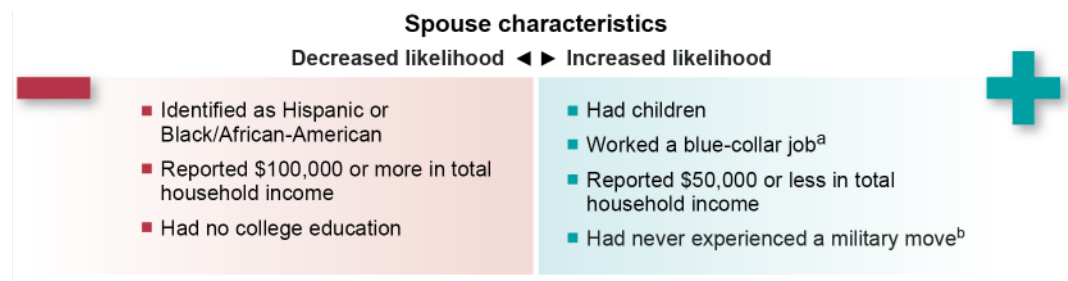 Spouse characteristics
Decreased likelihood ◄ ► Increased likelihood
■ Identified as Hispanic or
Black/African-American
■ Reported $100,000 or more in total
household income
■ Had no college education
■ Had children
■ Worked a blue-collar jobᵃ
■ Reported $50,000 or less in total
household income
■ Had never experienced a military moveᵇ